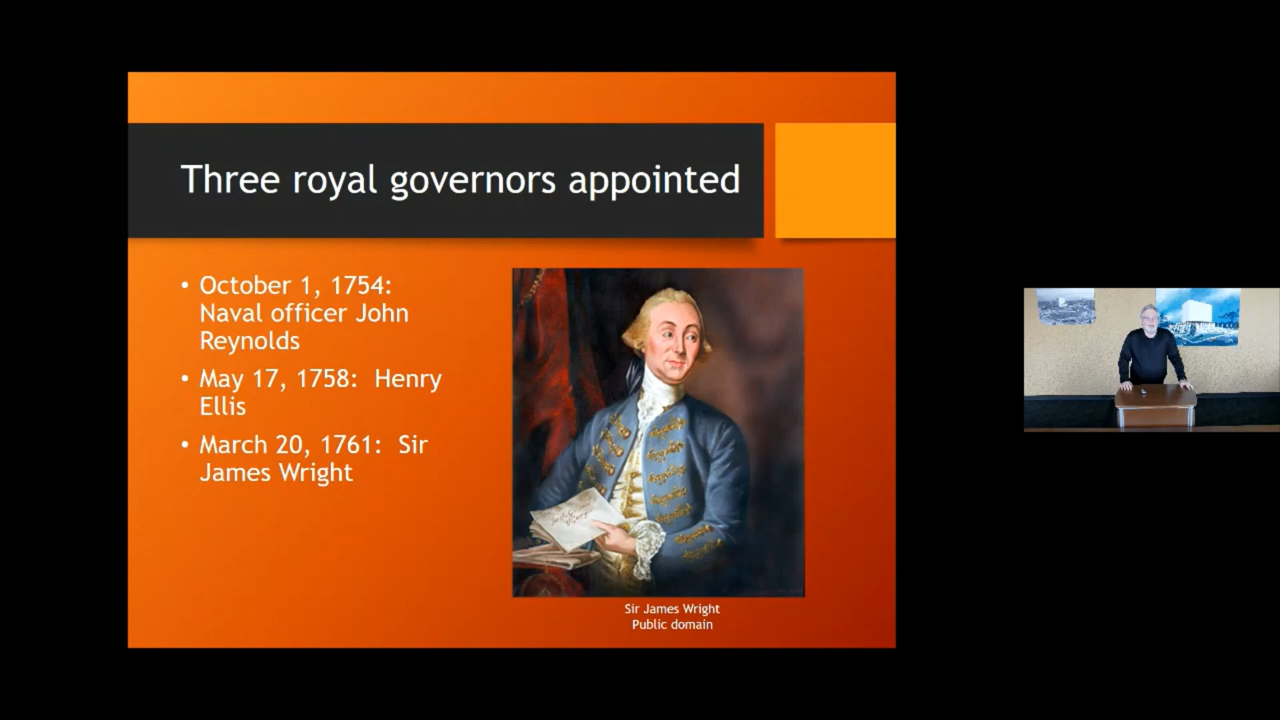 Three royal governors appointed
• October 1, 1754:
Naval officer John
Reynolds
• May 17, 1758:  Henry
Ellis
• March 20, 1761:  Sir
James Wright
Sir James Wright
Public domain